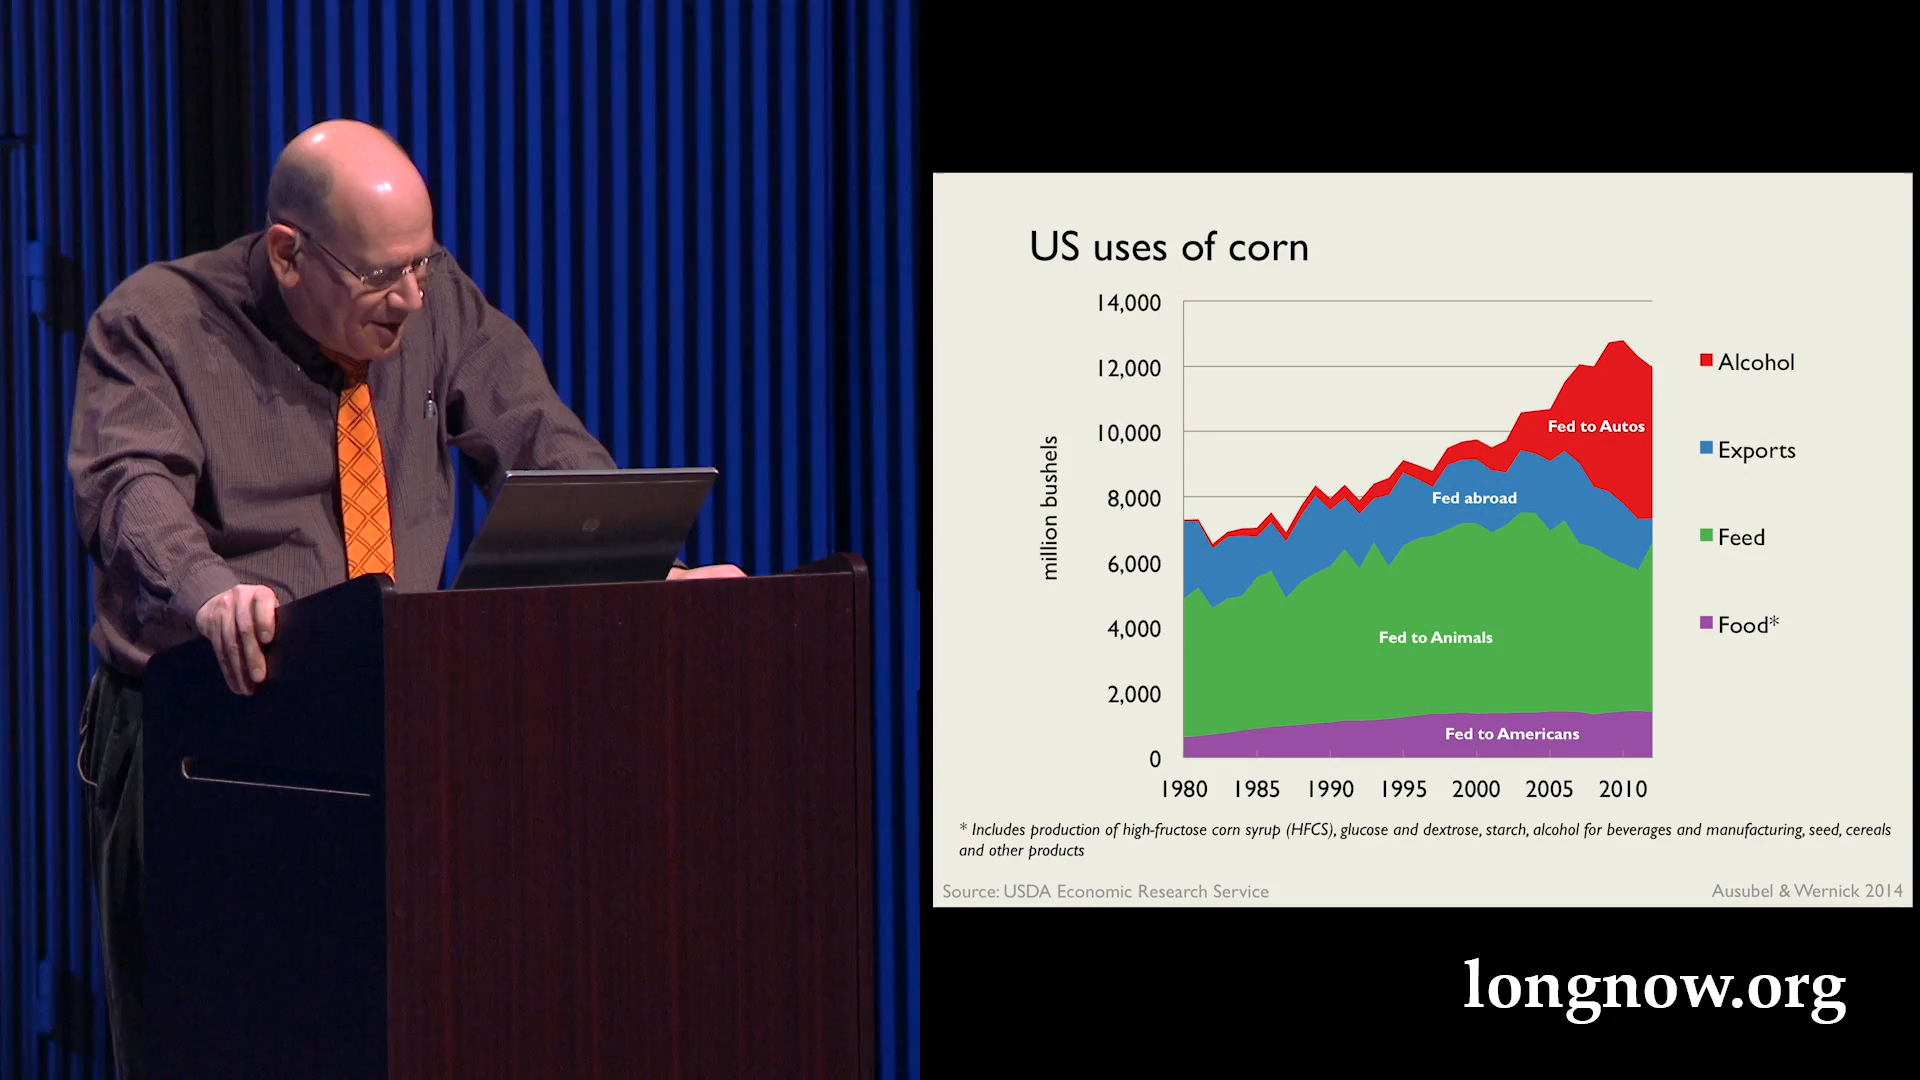 US uses of corn
14,000
12,000
10,000
8,000
6,000
4,000
2,000
0
million bushels
1980 1985 1990 1995 2000 2005 2010
Fed to Autos
Fed abroad
Fed to Animals
Fed to Americans
Alcohol
Exports
Feed
Food*
* Includes production of high-fructose corn syrup (HFCS), glucose and dextrose, starch, alcohol for beverages and manufacturing, seed, cereals
and other products
Source: USDA Economic Research Service
Ausubel & Wernick 2014
longnow.org